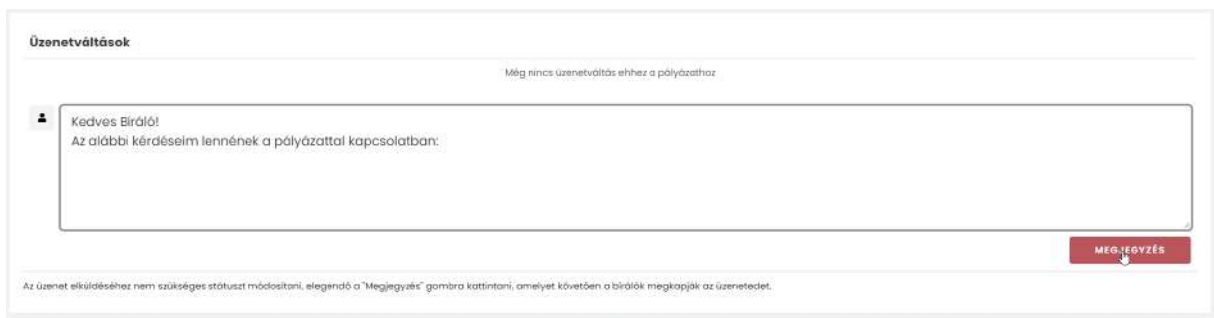 Üzenetváltások
Még nincs üzenetváltás ehhez a pályázathoz
Kedves Bíráló!
Az alábbi kérdéseim lennének a pályázattal kapcsolatban:
MEGJEGYZÉS
Az üzenet elküldéséhez nem szükséges státuszt módosítani, elegendő a "Megjegyzés" gombra kattintani, amelyet követően a bírálók megkapják az üzenetedet.